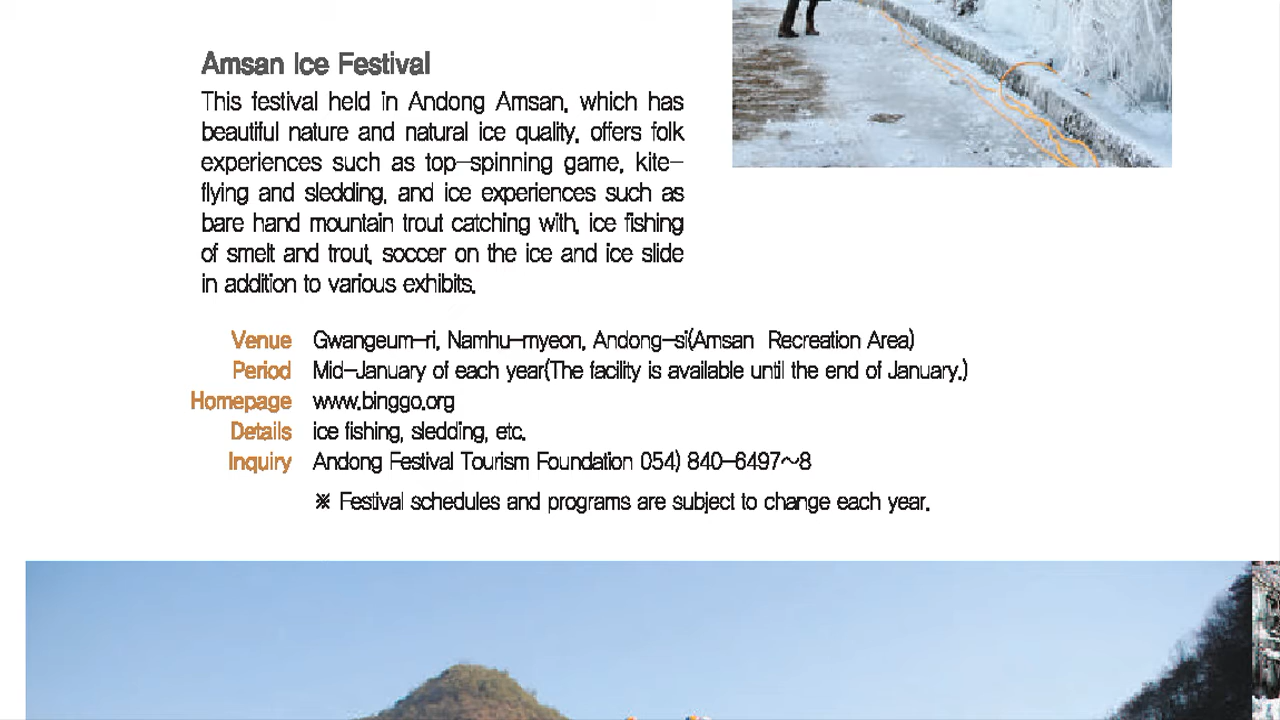 Amsan Ice Festival
This festival held in Andong Amsan, which has
beautiful nature and natural ice quality, offers folk
experiences such as top-spinning game, kite-
flying and sledding, and ice experiences such as
bare hand mountain trout catching with, ice fishing
of smelt and trout, soccer on the ice and ice slide
in addition to various exhibits.
Venue Gwangeum-ri, Namhu-myeon, Andong-si(Amsan Recreation Area)
Period Mid-January of each year(The facility is available until the end of January.)
Homepage www.binggo.org
Details ice fishing, sledding, etc.
Inquiry Andong Festival Tourism Foundation 054) 840-6497~8
※ Festival schedules and programs are subject to change each year.